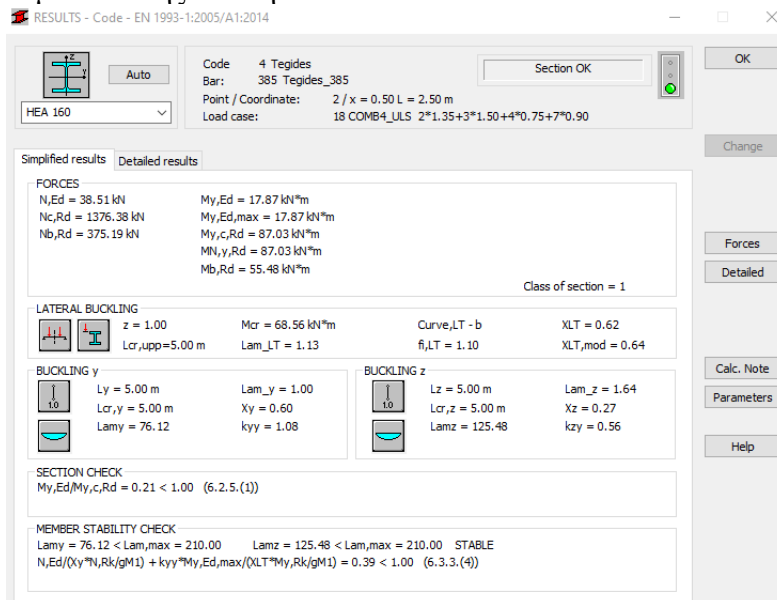 RESULTS - Code - EN 1993-1:2005/A1:2014
Auto
HEA 160
Code 4 Tegides
Bar: 385 Tegides_385
Point / Coordinate: 2 / x = 0.50 L = 2.50 m
Load case: 18 COMB4_ULS 2*1.35+3*1.50+4*0.75+7*0.90
Section OK
OK
Change
Forces
Detailed
Calc. Note
Parameters
Help
Simplified results Detailed results
FORCES
N,Ed = 38.51 kN My,Ed = 17.87 kN*m
Nc,Rd = 1376.38 kN My,Ed,max = 17.87 kN*m
Nb,Rd = 375.19 kN My,c,Rd = 87.03 kN*m
MN,y,Rd = 87.03 kN*m
Mb,Rd = 55.48 kN*m
Class of section = 1
LATERAL BUCKLING
z = 1.00 Mcr = 68.56 kN*m Curve,LT - b XLT = 0.62
Lcr,upp=5.00 m Lam_LT = 1.13 fi,LT = 1.10 XLT,mod = 0.64
BUCKLING y
1.0
Ly = 5.00 m Lam_y = 1.00
Lcr,y = 5.00 m Xy = 0.60
Lamy = 76.12 kyy = 1.08
BUCKLING z
1.0
Lz = 5.00 m Lam_z = 1.64
Lcr,z = 5.00 m Xz = 0.27
Lamz = 125.48 kzy = 0.56
SECTION CHECK
My,Ed/My,c,Rd = 0.21 < 1.00 (6.2.5.(1))
MEMBER STABILITY CHECK
Lamy = 76.12 < Lam,max = 210.00 Lamz = 125.48 < Lam,max = 210.00 STABLE
N,Ed/(Xy*N,Rk/gM1) + kyy*My,Ed,max/(XLT*My,Rk/gM1) = 0.39 < 1.00 (6.3.3.(4))